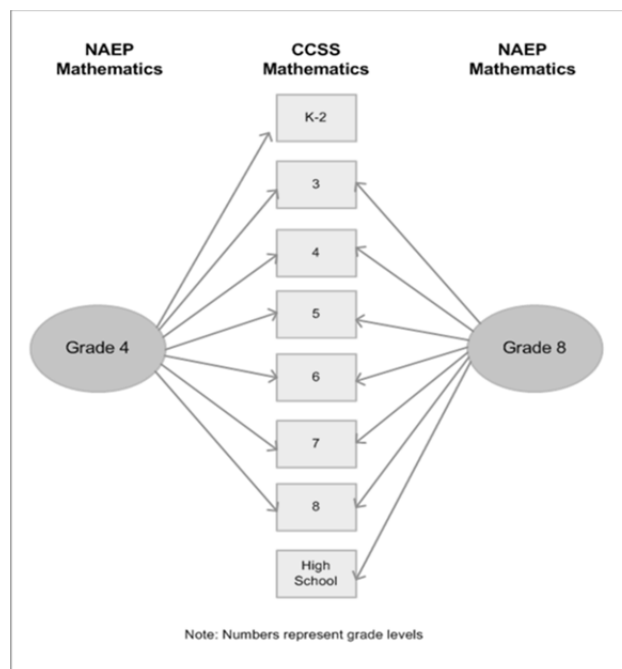 NAEP
Mathematics
CCSS
Mathematics
NAEP
Mathematics
K-2
3
4
5
Grade 4
Grade 8
6
7
8
High
School
Note: Numbers represent grade levels